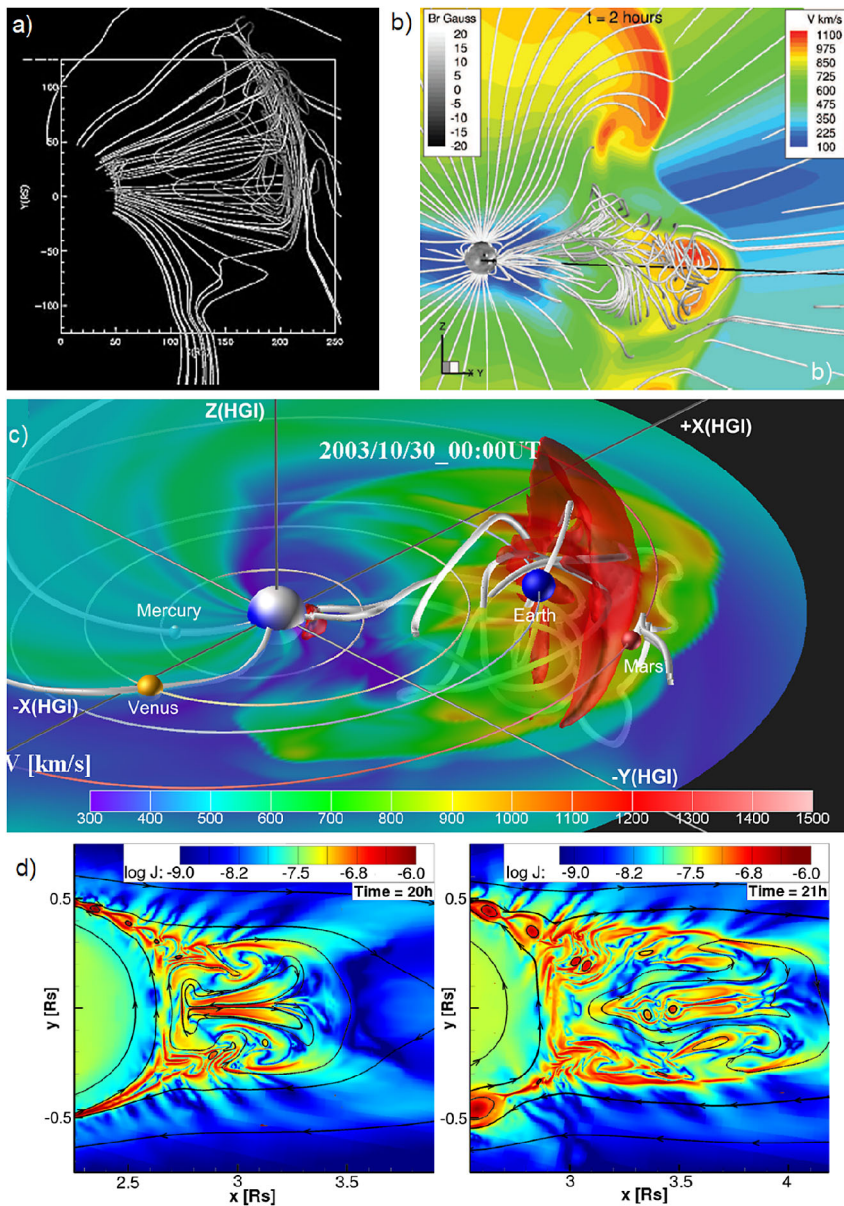 a)
Y(Rs)
100
50
0
-50
-100
0
50
100
150
200
250
b)
Br Gauss
20
15
10
5
0
-5
-10
-15
-20
t = 2 hours
V km/s
1100
975
850
725
600
475
350
225
100
Z
X Y
b)
c)
Z(HGI)
+X(HGI)
2003/10/30_00:00UT
Mercury
Earth
Mars
Venus
-X(HGI)
-Y(HGI)
V [km/s]
300 400 500 600 700 800 900 1000 1100 1200 1300 1400 1500
d)
log J: -9.0 -8.2 -7.5 -6.8 -6.0
Time = 20h
0.5
0.0
-0.5
y [Rs]
2.5 3 3.5
x [Rs]
log J: -9.0 -8.2 -7.5 -6.8 -6.0
Time = 21h
0.5
0.0
-0.5
y [Rs]
3 3.5 4
x [Rs]